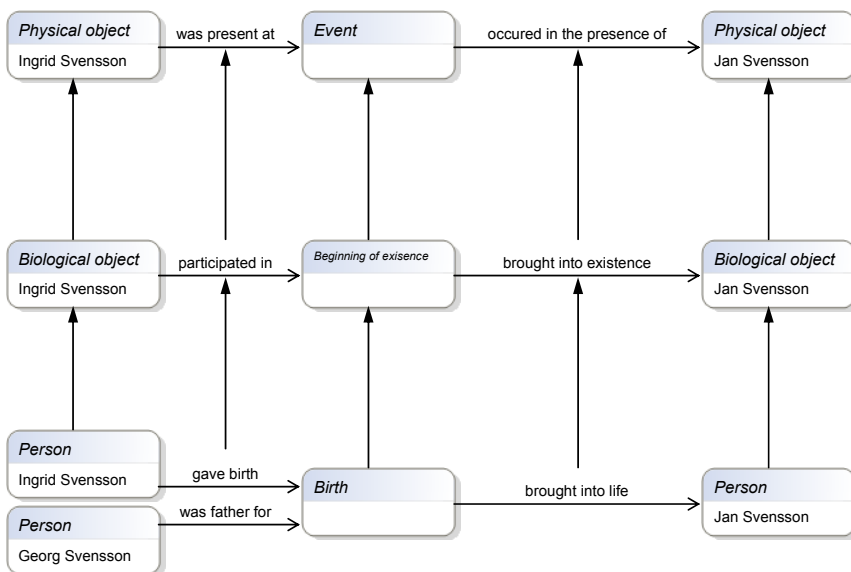 Physical object
Ingrid Svensson
was present at
Event
occured in the presence of
Physical object
Jan Svensson
Biological object
Ingrid Svensson
participated in
Beginning of exisence
brought into existence
Biological object
Jan Svensson
Person
Ingrid Svensson
gave birth
Birth
brought into life
Person
Jan Svensson
Person
Georg Svensson
was father for